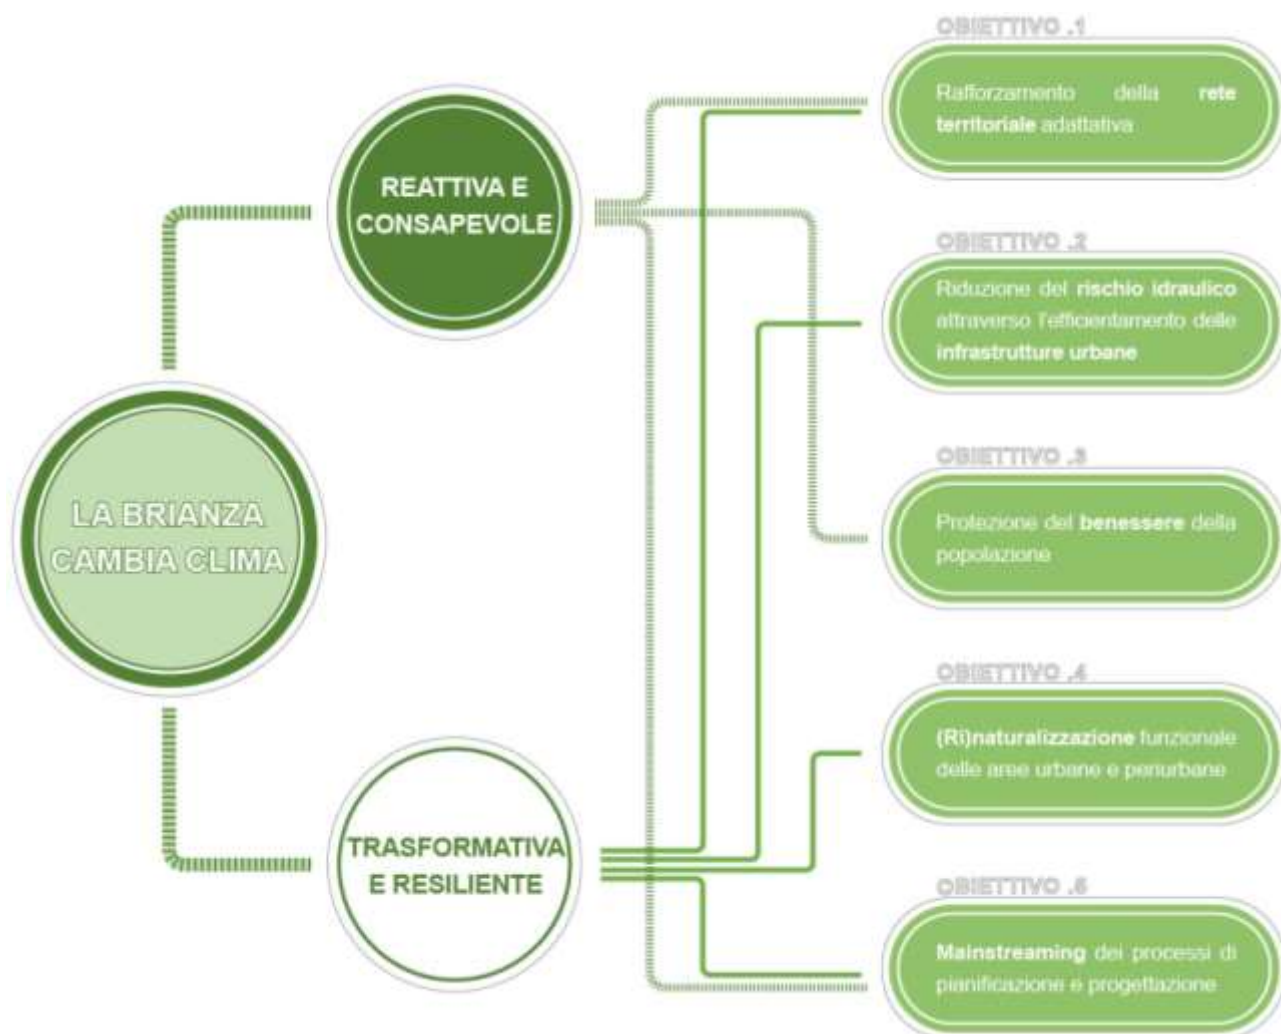 LA BRIANZA
CAMBIA CLIMA
REATTIVA E
CONSAPEVOLE
TRASFORMATIVA
E RESILIENTE
OBIETTIVO .1
Rafforzamento della rete
territoriale adattativa
OBIETTIVO .2
Riduzione del rischio idraulico
attraverso l'efficientamento delle
infrastrutture urbane
OBIETTIVO .3
Protezione del benessere della
popolazione
OBIETTIVO .4
(Ri)naturalizzazione funzionale
delle aree urbane e periurbane
OBIETTIVO .5
Mainstreaming dei processi di
pianificazione e progettazione